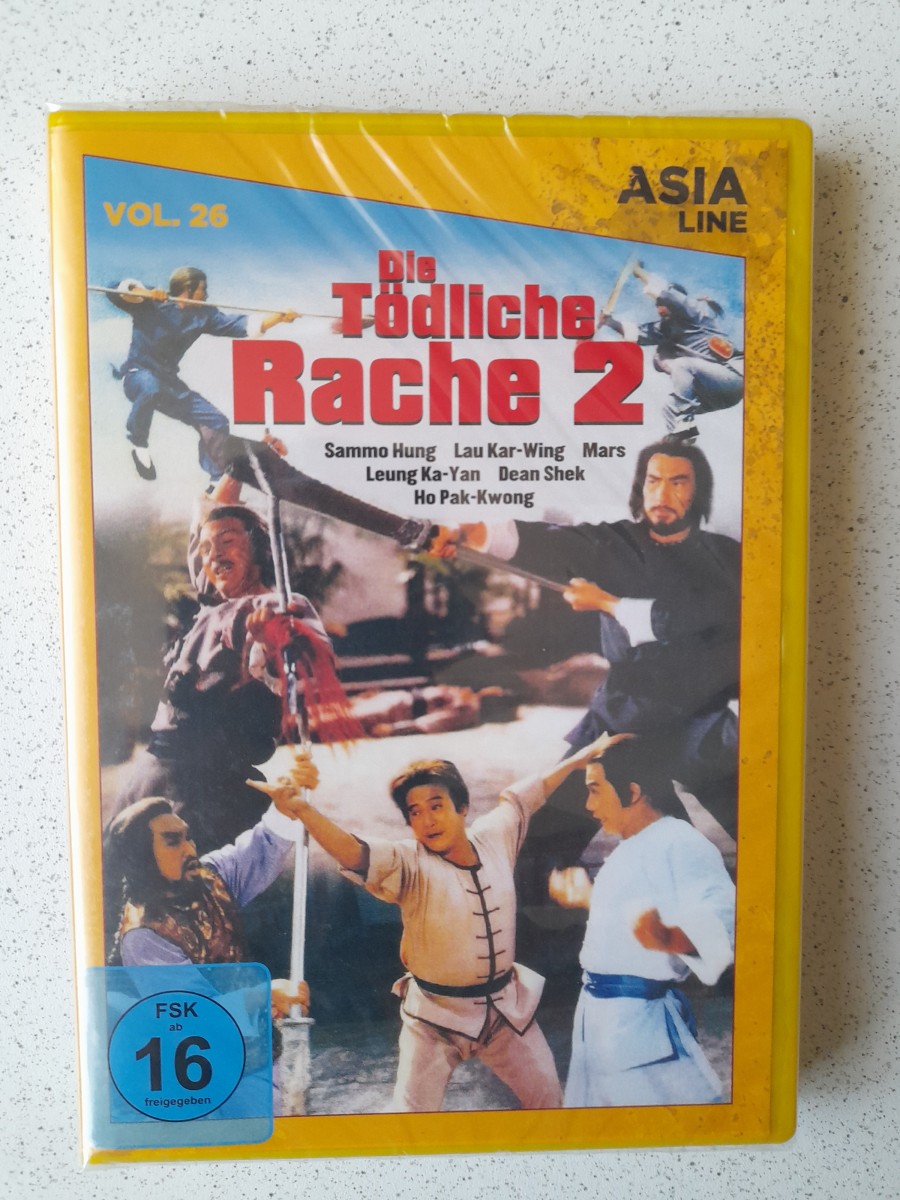 VOL. 26
ASIA
LINE
Die
Tödliche
Rache 2
Sammo Hung Lau Kar-Wing Mars
Leung Ka-Yan Dean Shek
Ho Pak-Kwong
FSK
ab
16
freigegeben